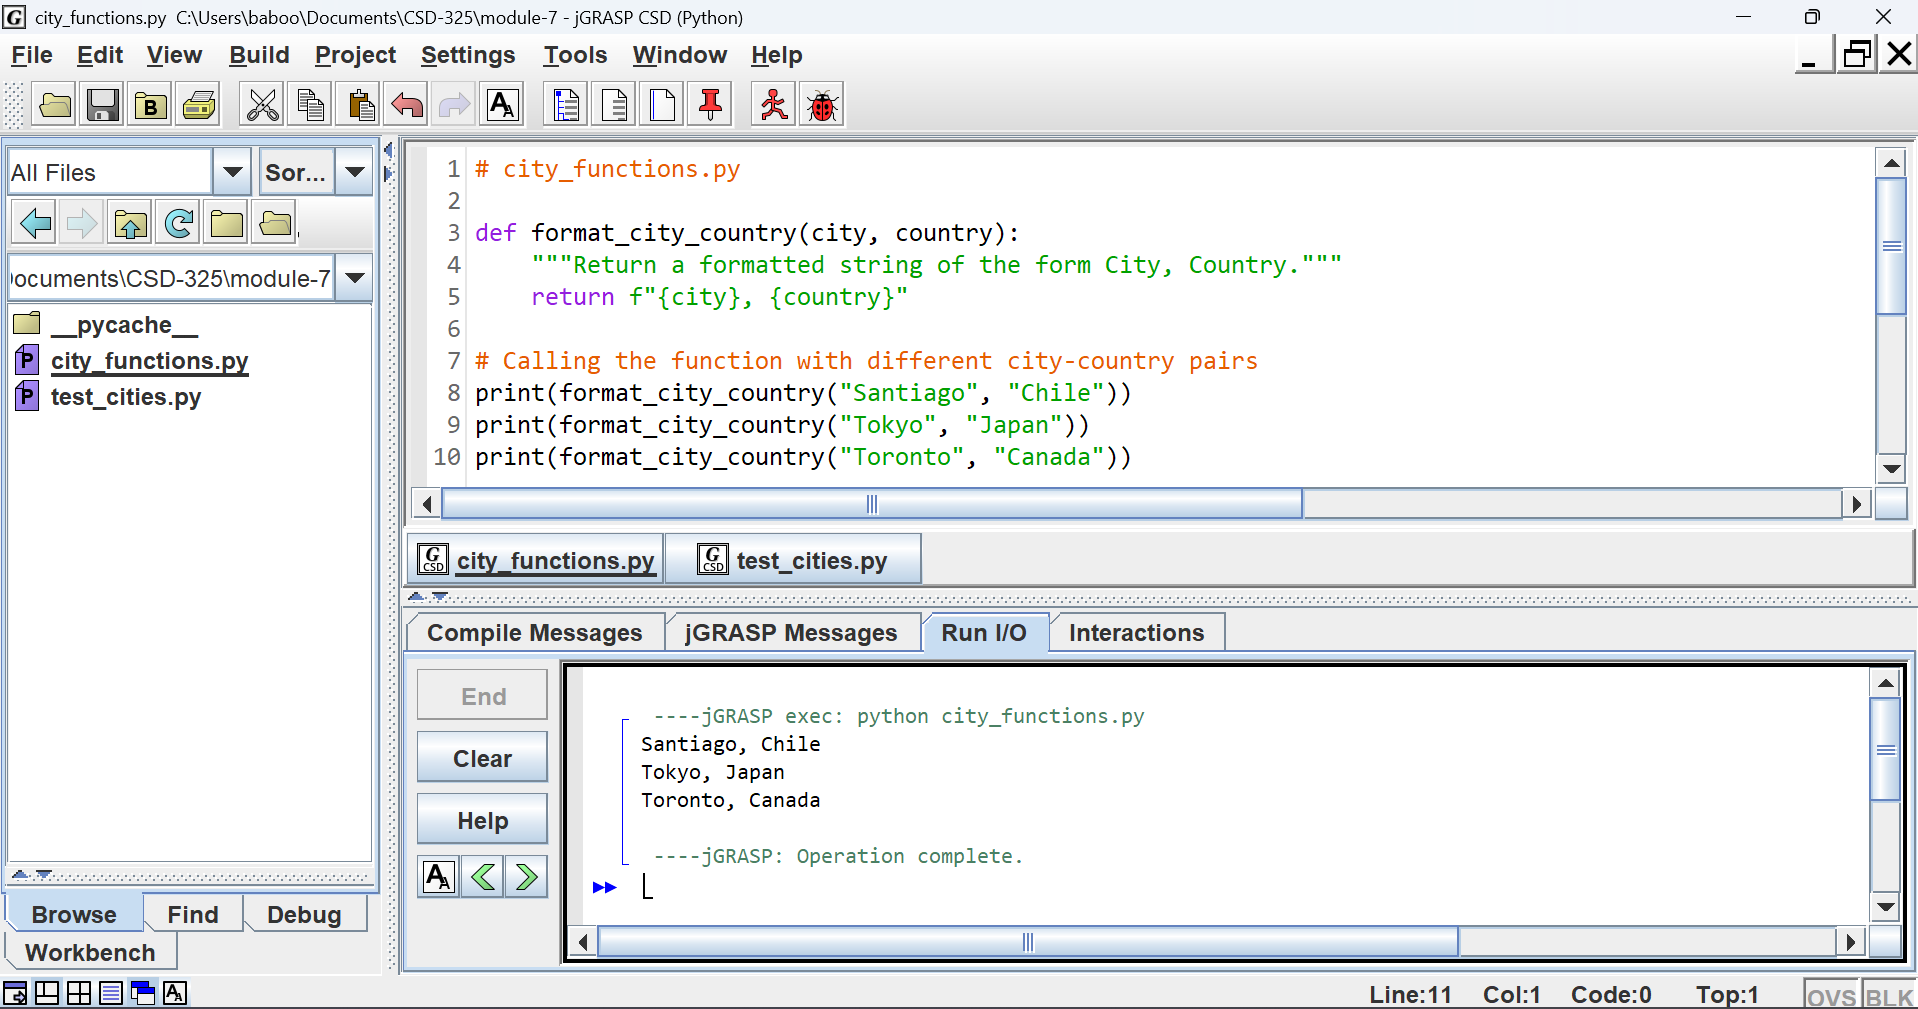 city_functions.py C:\Users\baboo\Documents\CSD-325\module-7 - jGRASP CSD (Python)
File Edit View Build Project Settings Tools Window Help
All Files
Sor...
ocuments\CSD-325\module-7
__pycache__
city_functions.py
test_cities.py
Browse Find Debug
Workbench
1 # city_functions.py
2
3 def format_city_country(city, country):
4 """Return a formatted string of the form City, Country."""
5 return f"{city}, {country}"
6
7 # Calling the function with different city-country pairs
8 print(format_city_country("Santiago", "Chile"))
9 print(format_city_country("Tokyo", "Japan"))
10 print(format_city_country("Toronto", "Canada"))
city_functions.py test_cities.py
Compile Messages jGRASP Messages Run I/O Interactions
End
Clear
Help
----jGRASP exec: python city_functions.py
Santiago, Chile
Tokyo, Japan
Toronto, Canada
----jGRASP: Operation complete.
Line:11 Col:1 Code:0 Top:1 OVS BLK